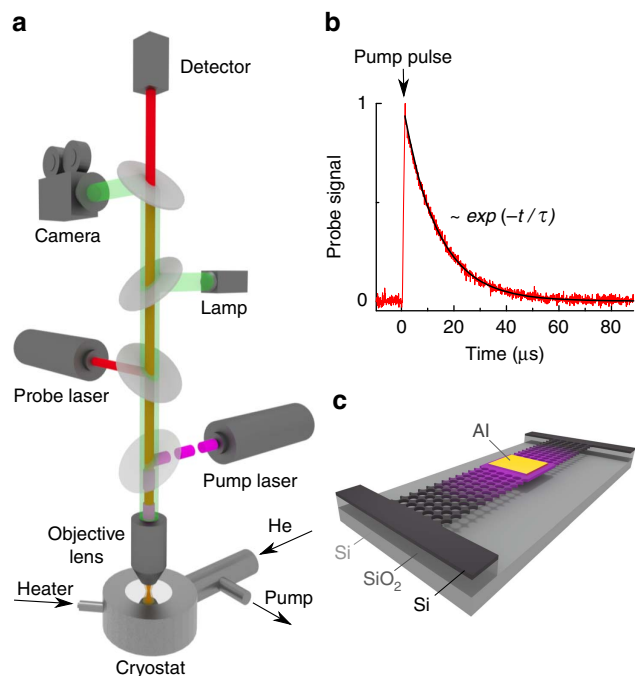 a
Detector
Camera
Lamp
Probe laser
Pump laser
Objective
lens
He
Heater
Pump
Cryostat
b
Pump pulse
1
Probe signal
~ exp (−t / τ)
0
0
20
40
60
80
Time (μs)
c
Al
Si
SiO₂
Si